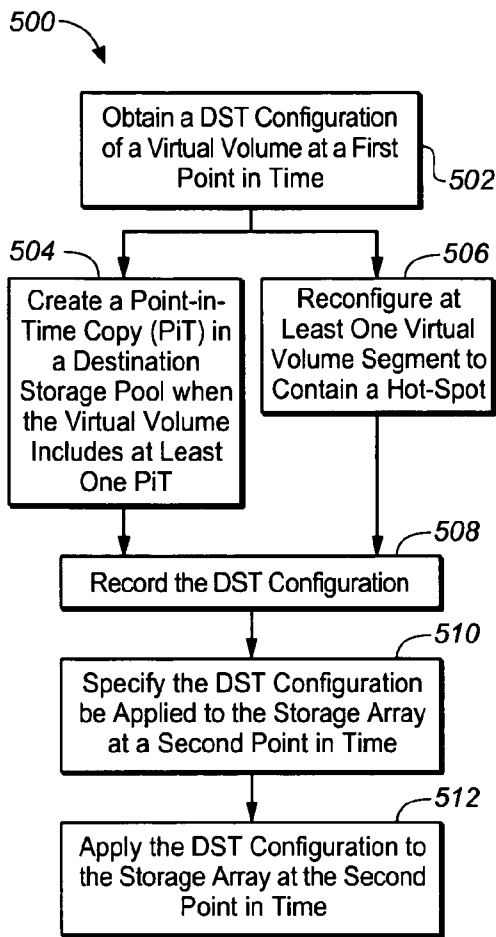 500
Obtain a DST Configuration
of a Virtual Volume at a First
Point in Time
502
504
Create a Point-in-
Time Copy (PiT) in
a Destination
Storage Pool when
the Virtual Volume
Includes at Least
One PiT
506
Reconfigure at
Least One Virtual
Volume Segment to
Contain a Hot-Spot
508
Record the DST Configuration
510
Specify the DST Configuration
be Applied to the Storage Array
at a Second Point in Time
512
Apply the DST Configuration to
the Storage Array at the Second
Point in Time